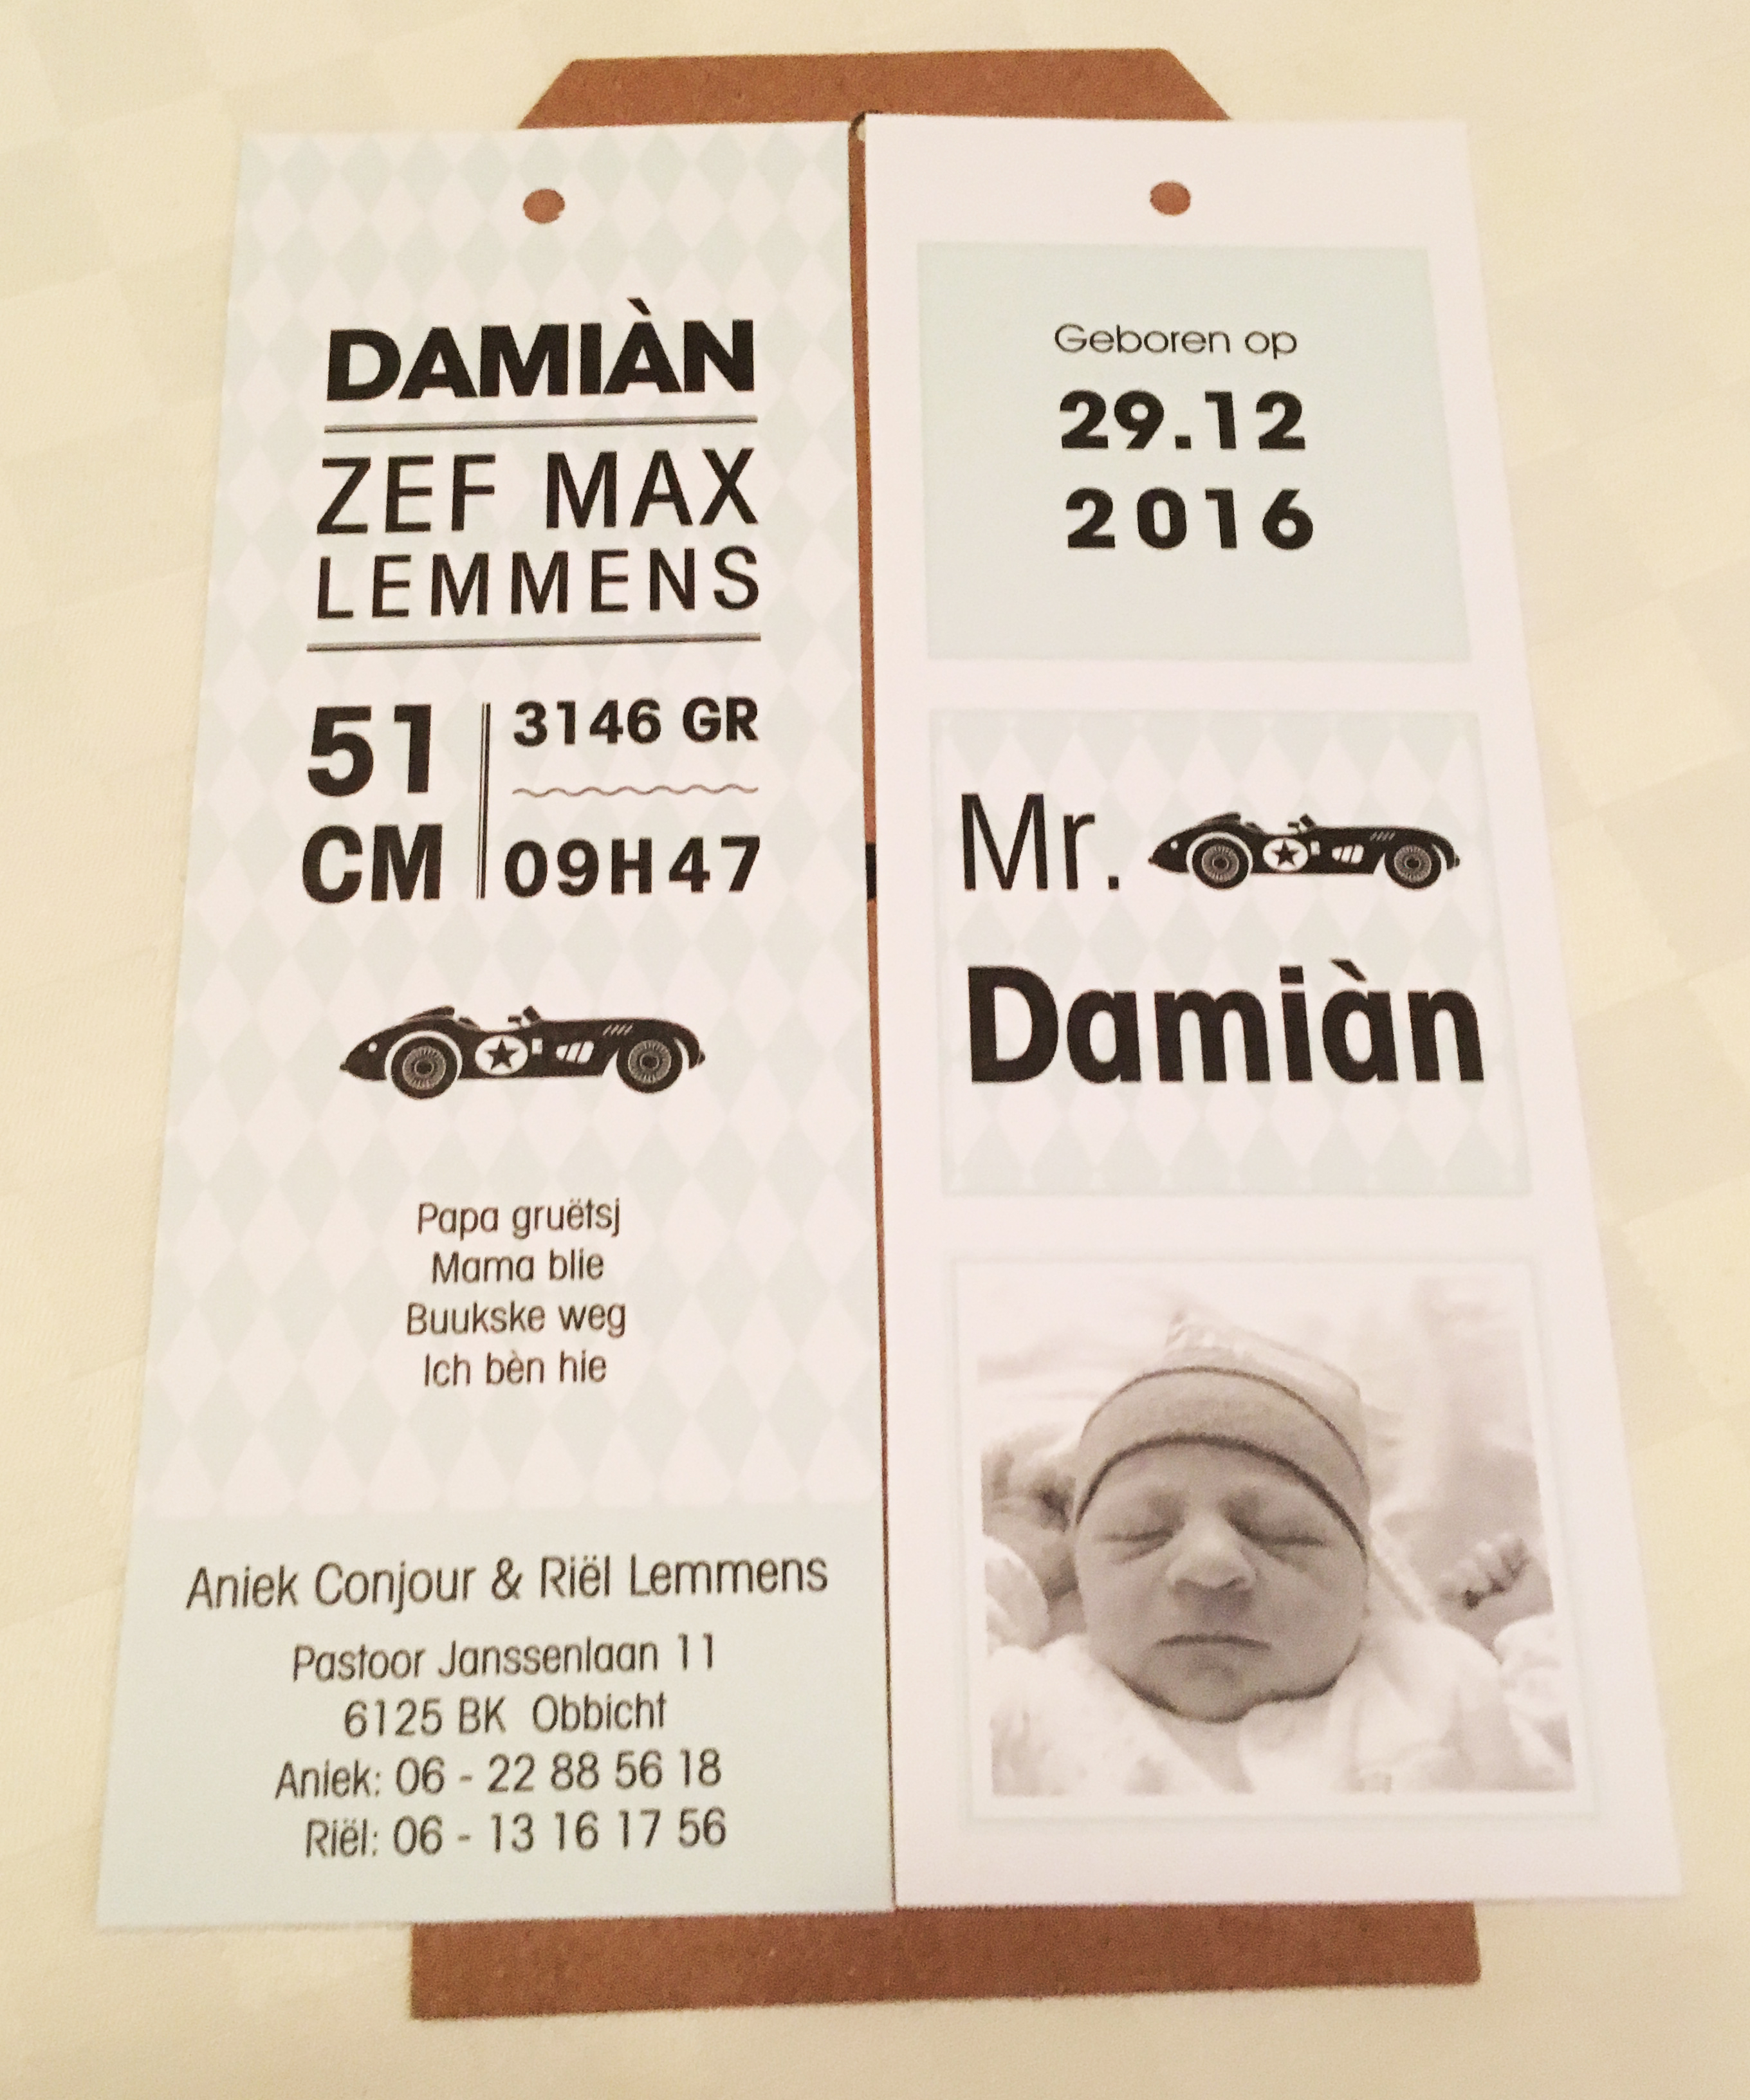 DAMIÀN
ZEF MAX
LEMMENS
51
CM
3146 GR
09H47
Papa gruëtsj
Mama blie
Buukske weg
Ich bèn hie
Aniek Conjour & Riël Lemmens
Pastoor Janssenlaan 11
6125 BK Obbicht
Aniek: 06 - 22 88 56 18
Riël: 06 - 13 16 17 56
Geboren op
29.12
2016
Mr.
Damiàn